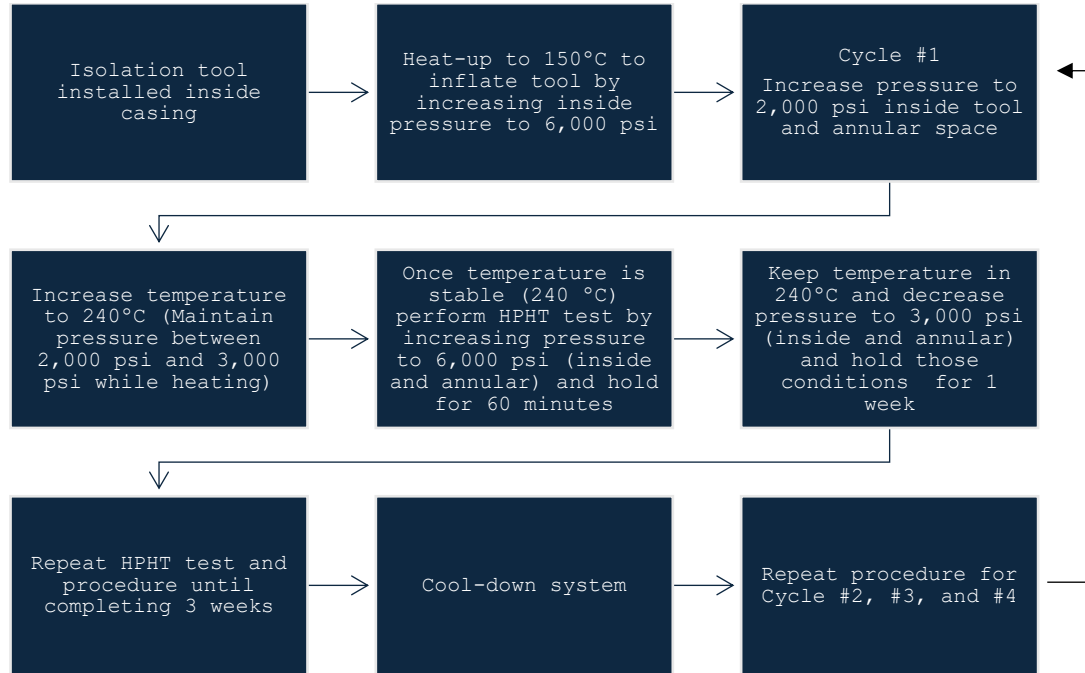 Isolation tool
installed inside
casing
Heat-up to 150°C to
inflate tool by
increasing inside
pressure to 6,000 psi
Cycle #1
Increase pressure to
2,000 psi inside tool
and annular space
Increase temperature
to 240°C (Maintain
pressure between
2,000 psi and 3,000
psi while heating)
Once temperature is
stable (240 °C)
perform HPHT test by
increasing pressure
to 6,000 psi (inside
and annular) and hold
for 60 minutes
Keep temperature in
240°C and decrease
pressure to 3,000 psi
(inside and annular)
and hold those
conditions for 1
week
Repeat HPHT test and
procedure until
completing 3 weeks
Cool-down system
Repeat procedure for
Cycle #2, #3, and #4